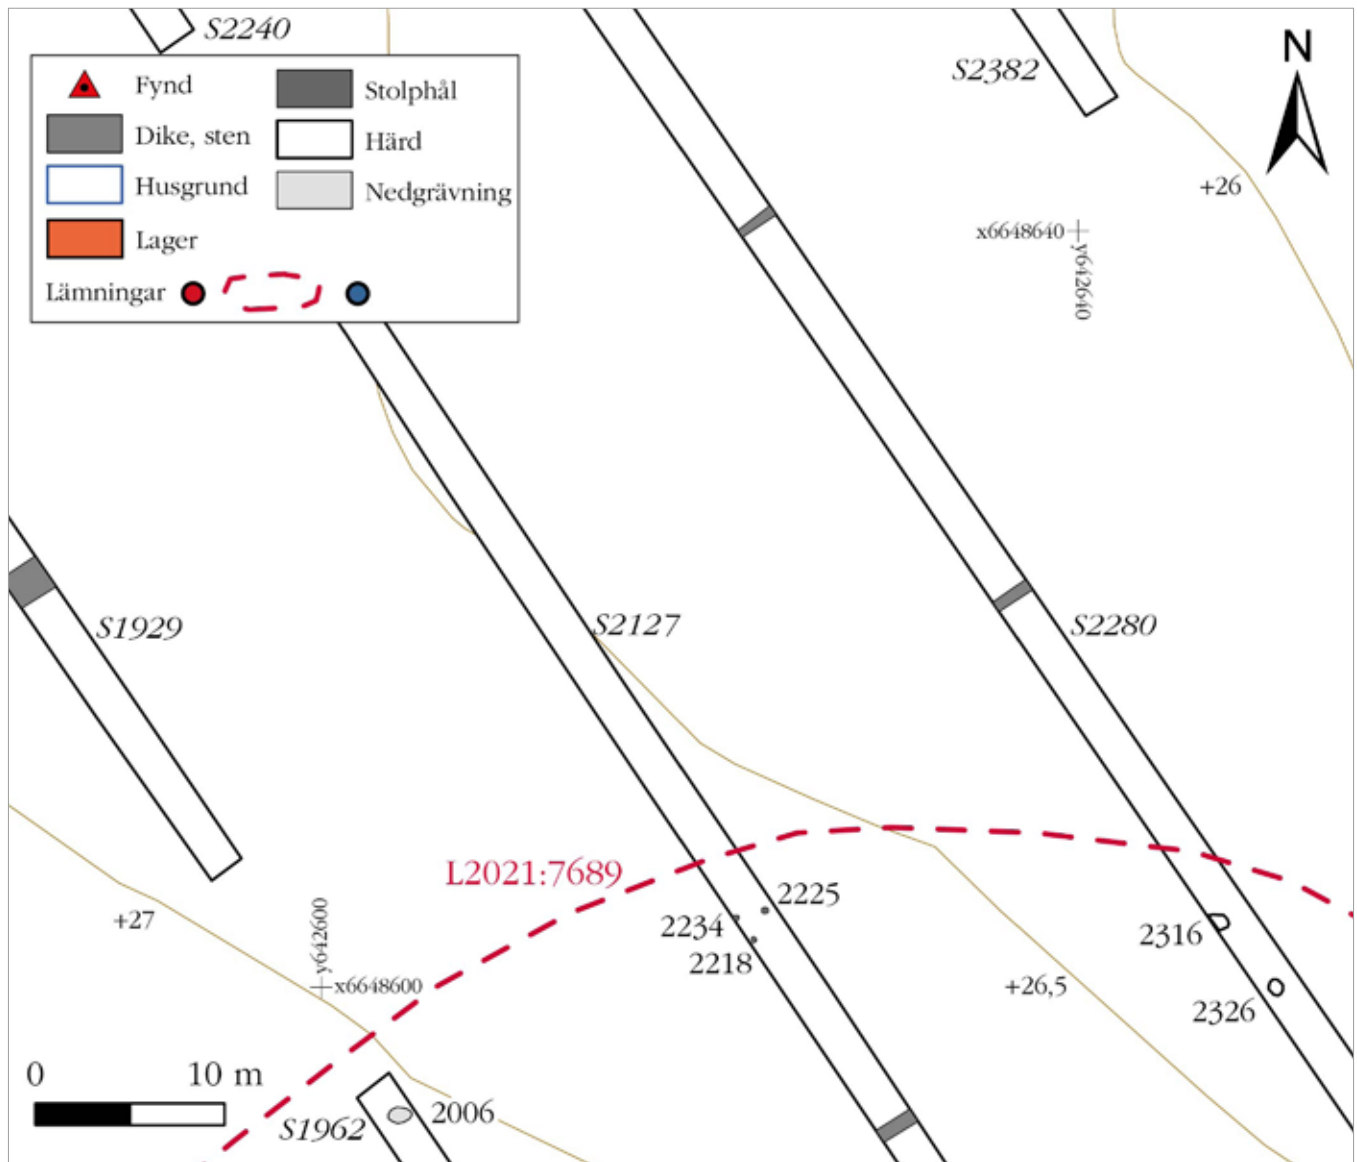 S2240
S2382
N
Fynd
Dike, sten
Husgrund
Lager
Lämningar
Stolphål
Härd
Nedgrävning
+26
x6648640
y642640
S1929
S2127
S2280
L2021:7689
2225
2234
2218
2316
2326
+27
y642600
x6648600
+26,5
0 10 m
S1962
2006